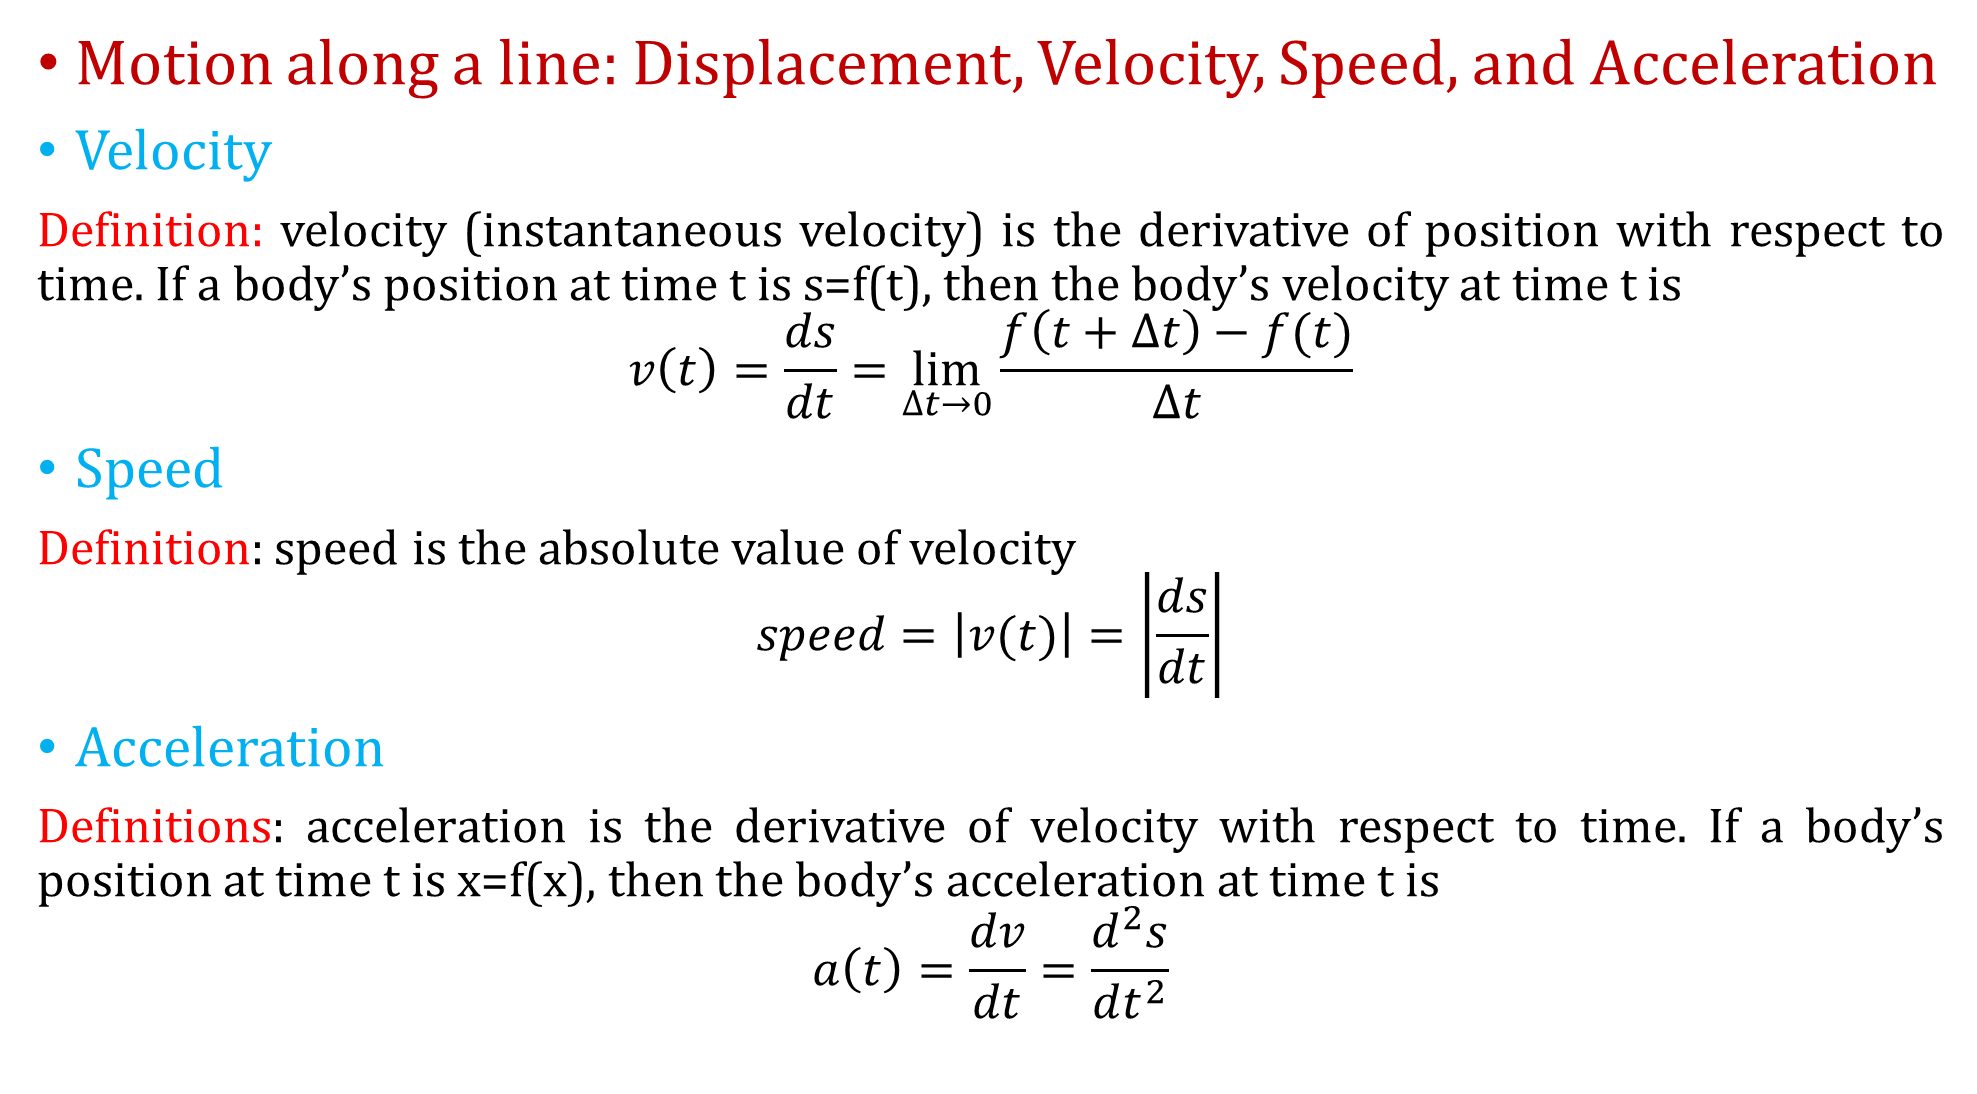 • Motion along a line: Displacement, Velocity, Speed, and Acceleration
• Velocity
Definition: velocity (instantaneous velocity) is the derivative of position with respect to
time. If a body’s position at time t is s=f(t), then the body’s velocity at time t is
v(t) = ds/dt = lim Δt→0 (f(t + Δt) − f(t))/Δt
• Speed
Definition: speed is the absolute value of velocity
speed = |v(t)| = |ds/dt|
• Acceleration
Definitions: acceleration is the derivative of velocity with respect to time. If a body’s
position at time t is x=f(x), then the body’s acceleration at time t is
a(t) = dv/dt = d²s/dt²